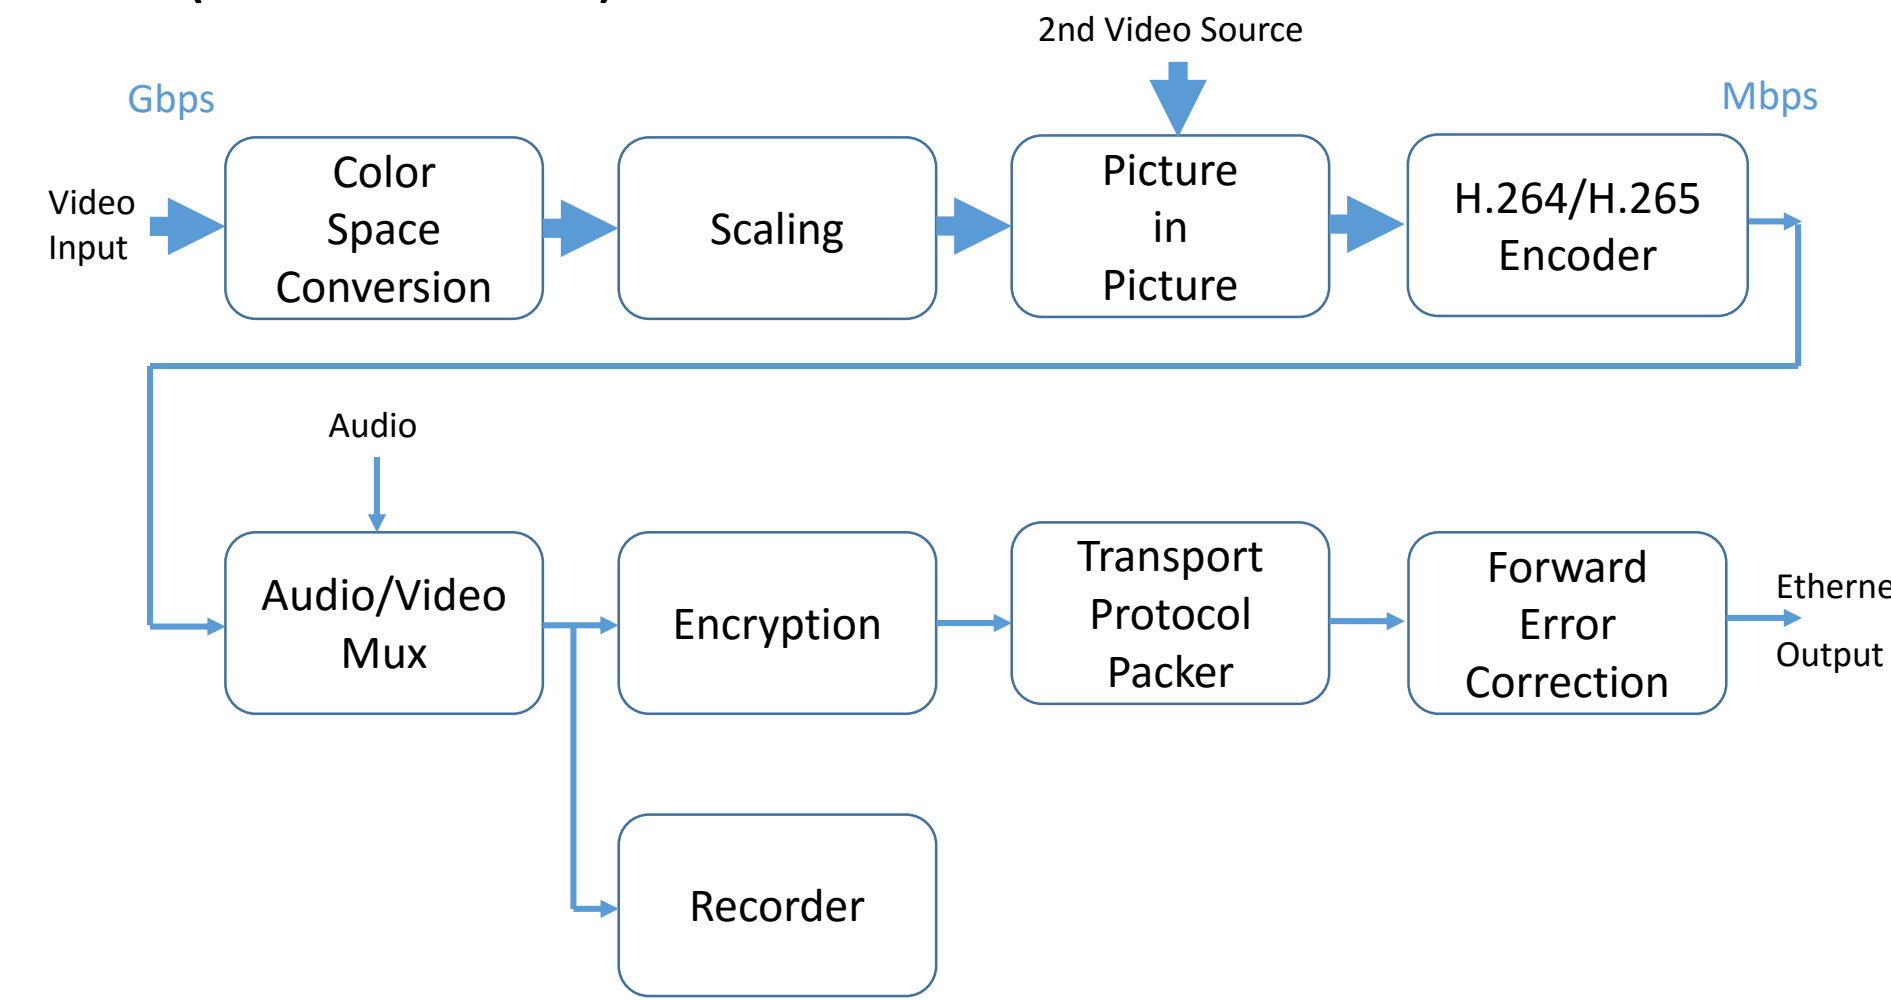 2nd Video Source
Gbps
Mbps
Video
Input
Color
Space
Conversion
Scaling
Picture
in
Picture
H.264/H.265
Encoder
Audio
Audio/Video
Mux
Encryption
Transport
Protocol
Packer
Forward
Error
Correction
Etherne
Output
Recorder